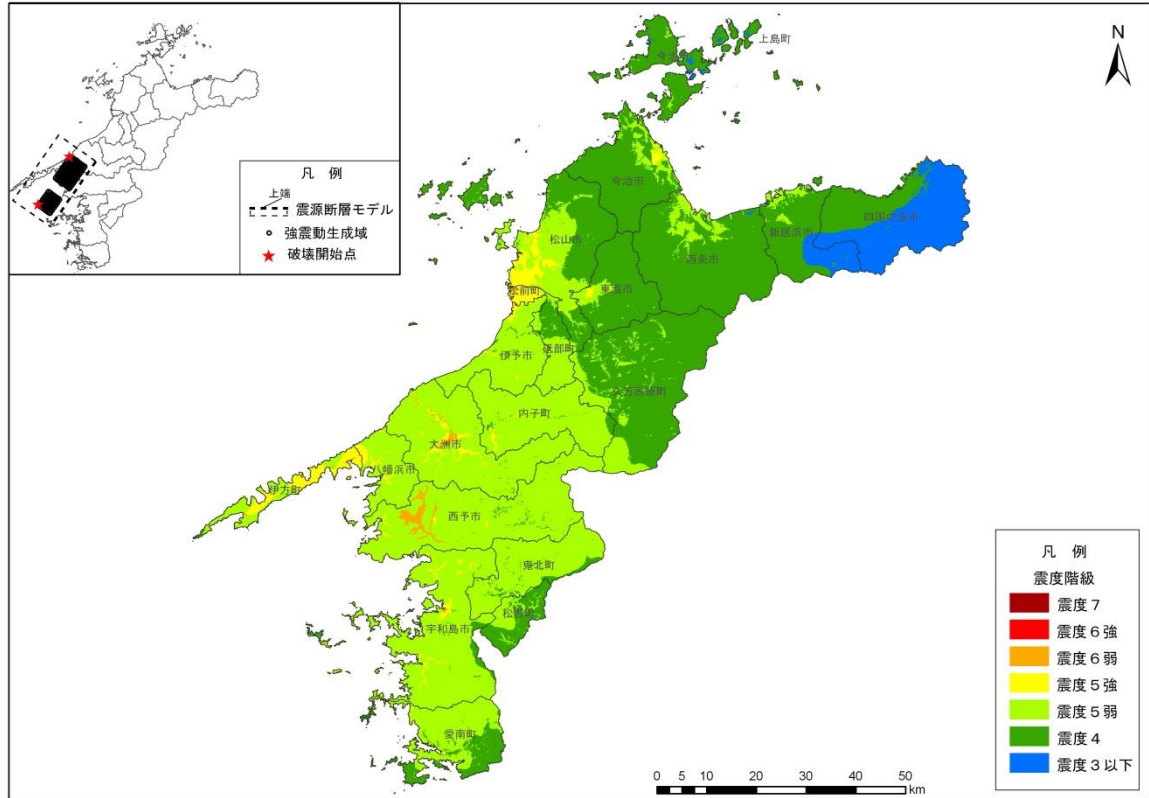 凡 例
上端
震源断層モデル
強震動生成域
破壊開始点
N
上島町
今治市
四国中央市
新居浜市
西条市
松山市
東温市
松前町
伊予市
砥部町
久万高原町
内子町
大洲市
八幡浜市
伊方町
西予市
鬼北町
松野町
宇和島市
愛南町
凡 例
震度階級
震度7
震度6強
震度6弱
震度5強
震度5弱
震度4
震度3以下
0 5 10 20 30 40 50
km